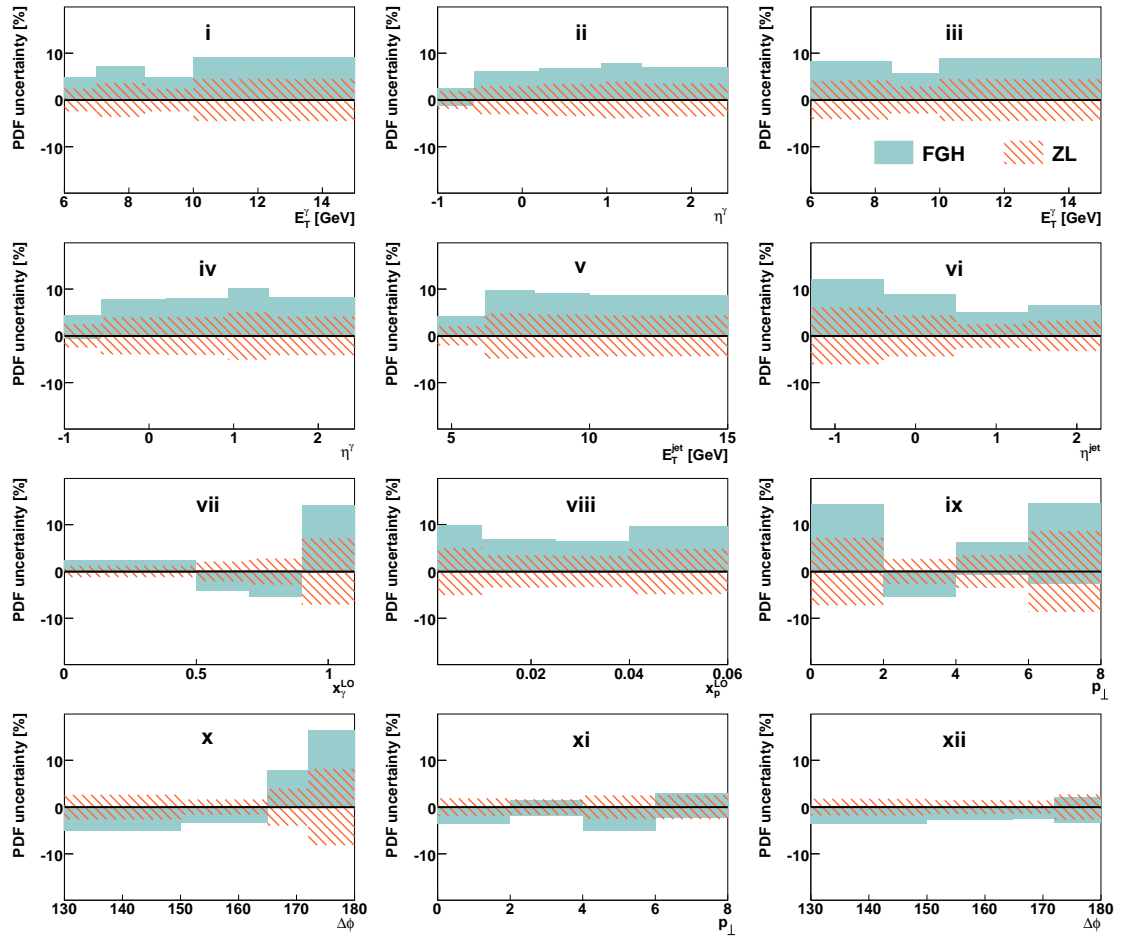 PDF uncertainty [%]
i
10
0
-10
6 8 10 12 14
E_T^γ [GeV]
PDF uncertainty [%]
ii
10
0
-10
-1 0 1 2
η^γ
PDF uncertainty [%]
iii
10
0
-10
FGH ZL
6 8 10 12 14
E_T^γ [GeV]
PDF uncertainty [%]
iv
10
0
-10
-1 0 1 2
η^γ
PDF uncertainty [%]
v
10
0
-10
5 10 15
E_T^jet [GeV]
PDF uncertainty [%]
vi
10
0
-10
-1 0 1 2
η^jet
PDF uncertainty [%]
vii
10
0
-10
0 0.5 1
x_γ^LO
PDF uncertainty [%]
viii
10
0
-10
0.02 0.04 0.06
x_p^LO
PDF uncertainty [%]
ix
10
0
-10
0 2 4 6 8
p_⊥
PDF uncertainty [%]
x
10
0
-10
130 140 150 160 170 180
Δϕ
PDF uncertainty [%]
xi
10
0
-10
0 2 4 6 8
p_⊥
PDF uncertainty [%]
xii
10
0
-10
130 140 150 160 170 180
Δϕ